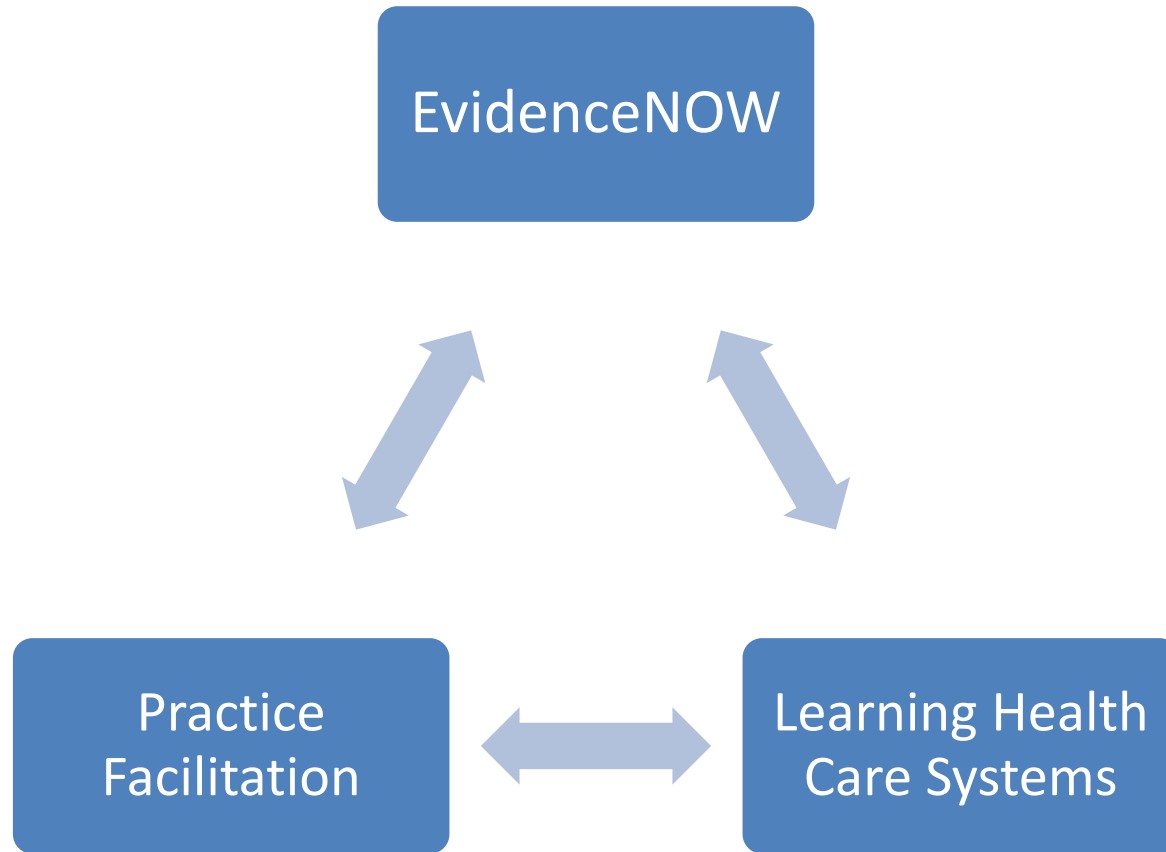 EvidenceNOW
Practice
Facilitation
Learning Health
Care Systems